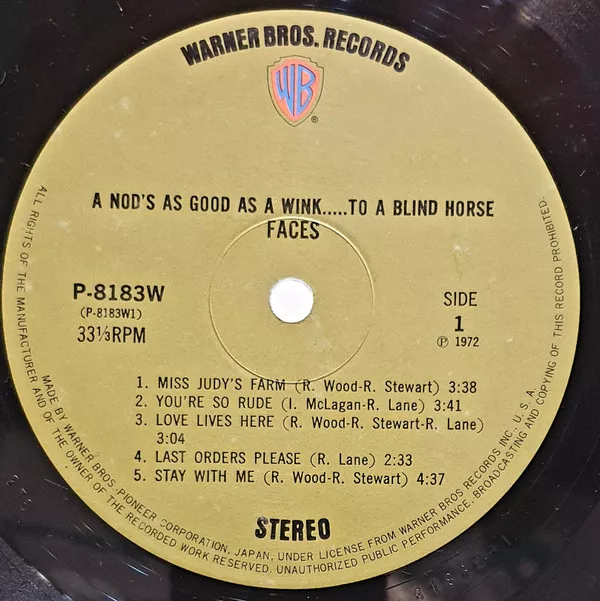 WARNER BROS. RECORDS
WB
®
A NOD'S AS GOOD AS A WINK.....TO A BLIND HORSE
FACES
P-8183W
(P-8183W1)
33⅓RPM
SIDE
1
Ⓟ 1972
1. MISS JUDY'S FARM (R. Wood-R. Stewart) 3:38
2. YOU'RE SO RUDE (I. McLagan-R. Lane) 3:41
3. LOVE LIVES HERE (R. Wood-R. Stewart-R. Lane)
3:04
4. LAST ORDERS PLEASE (R. Lane) 2:33
5. STAY WITH ME (R. Wood-R. Stewart) 4:37
STEREO
MADE BY WARNER BROS. PIONEER CORPORATION, JAPAN, UNDER LICENSE FROM WARNER BROS RECORDS INC., U.S.A.
ALL RIGHTS OF THE MANUFACTURER AND OF THE OWNER OF THE RECORDED WORK RESERVED. UNAUTHORIZED PUBLIC PERFORMANCE, BROADCASTING AND COPYING OF THIS RECORD PROHIBITED.